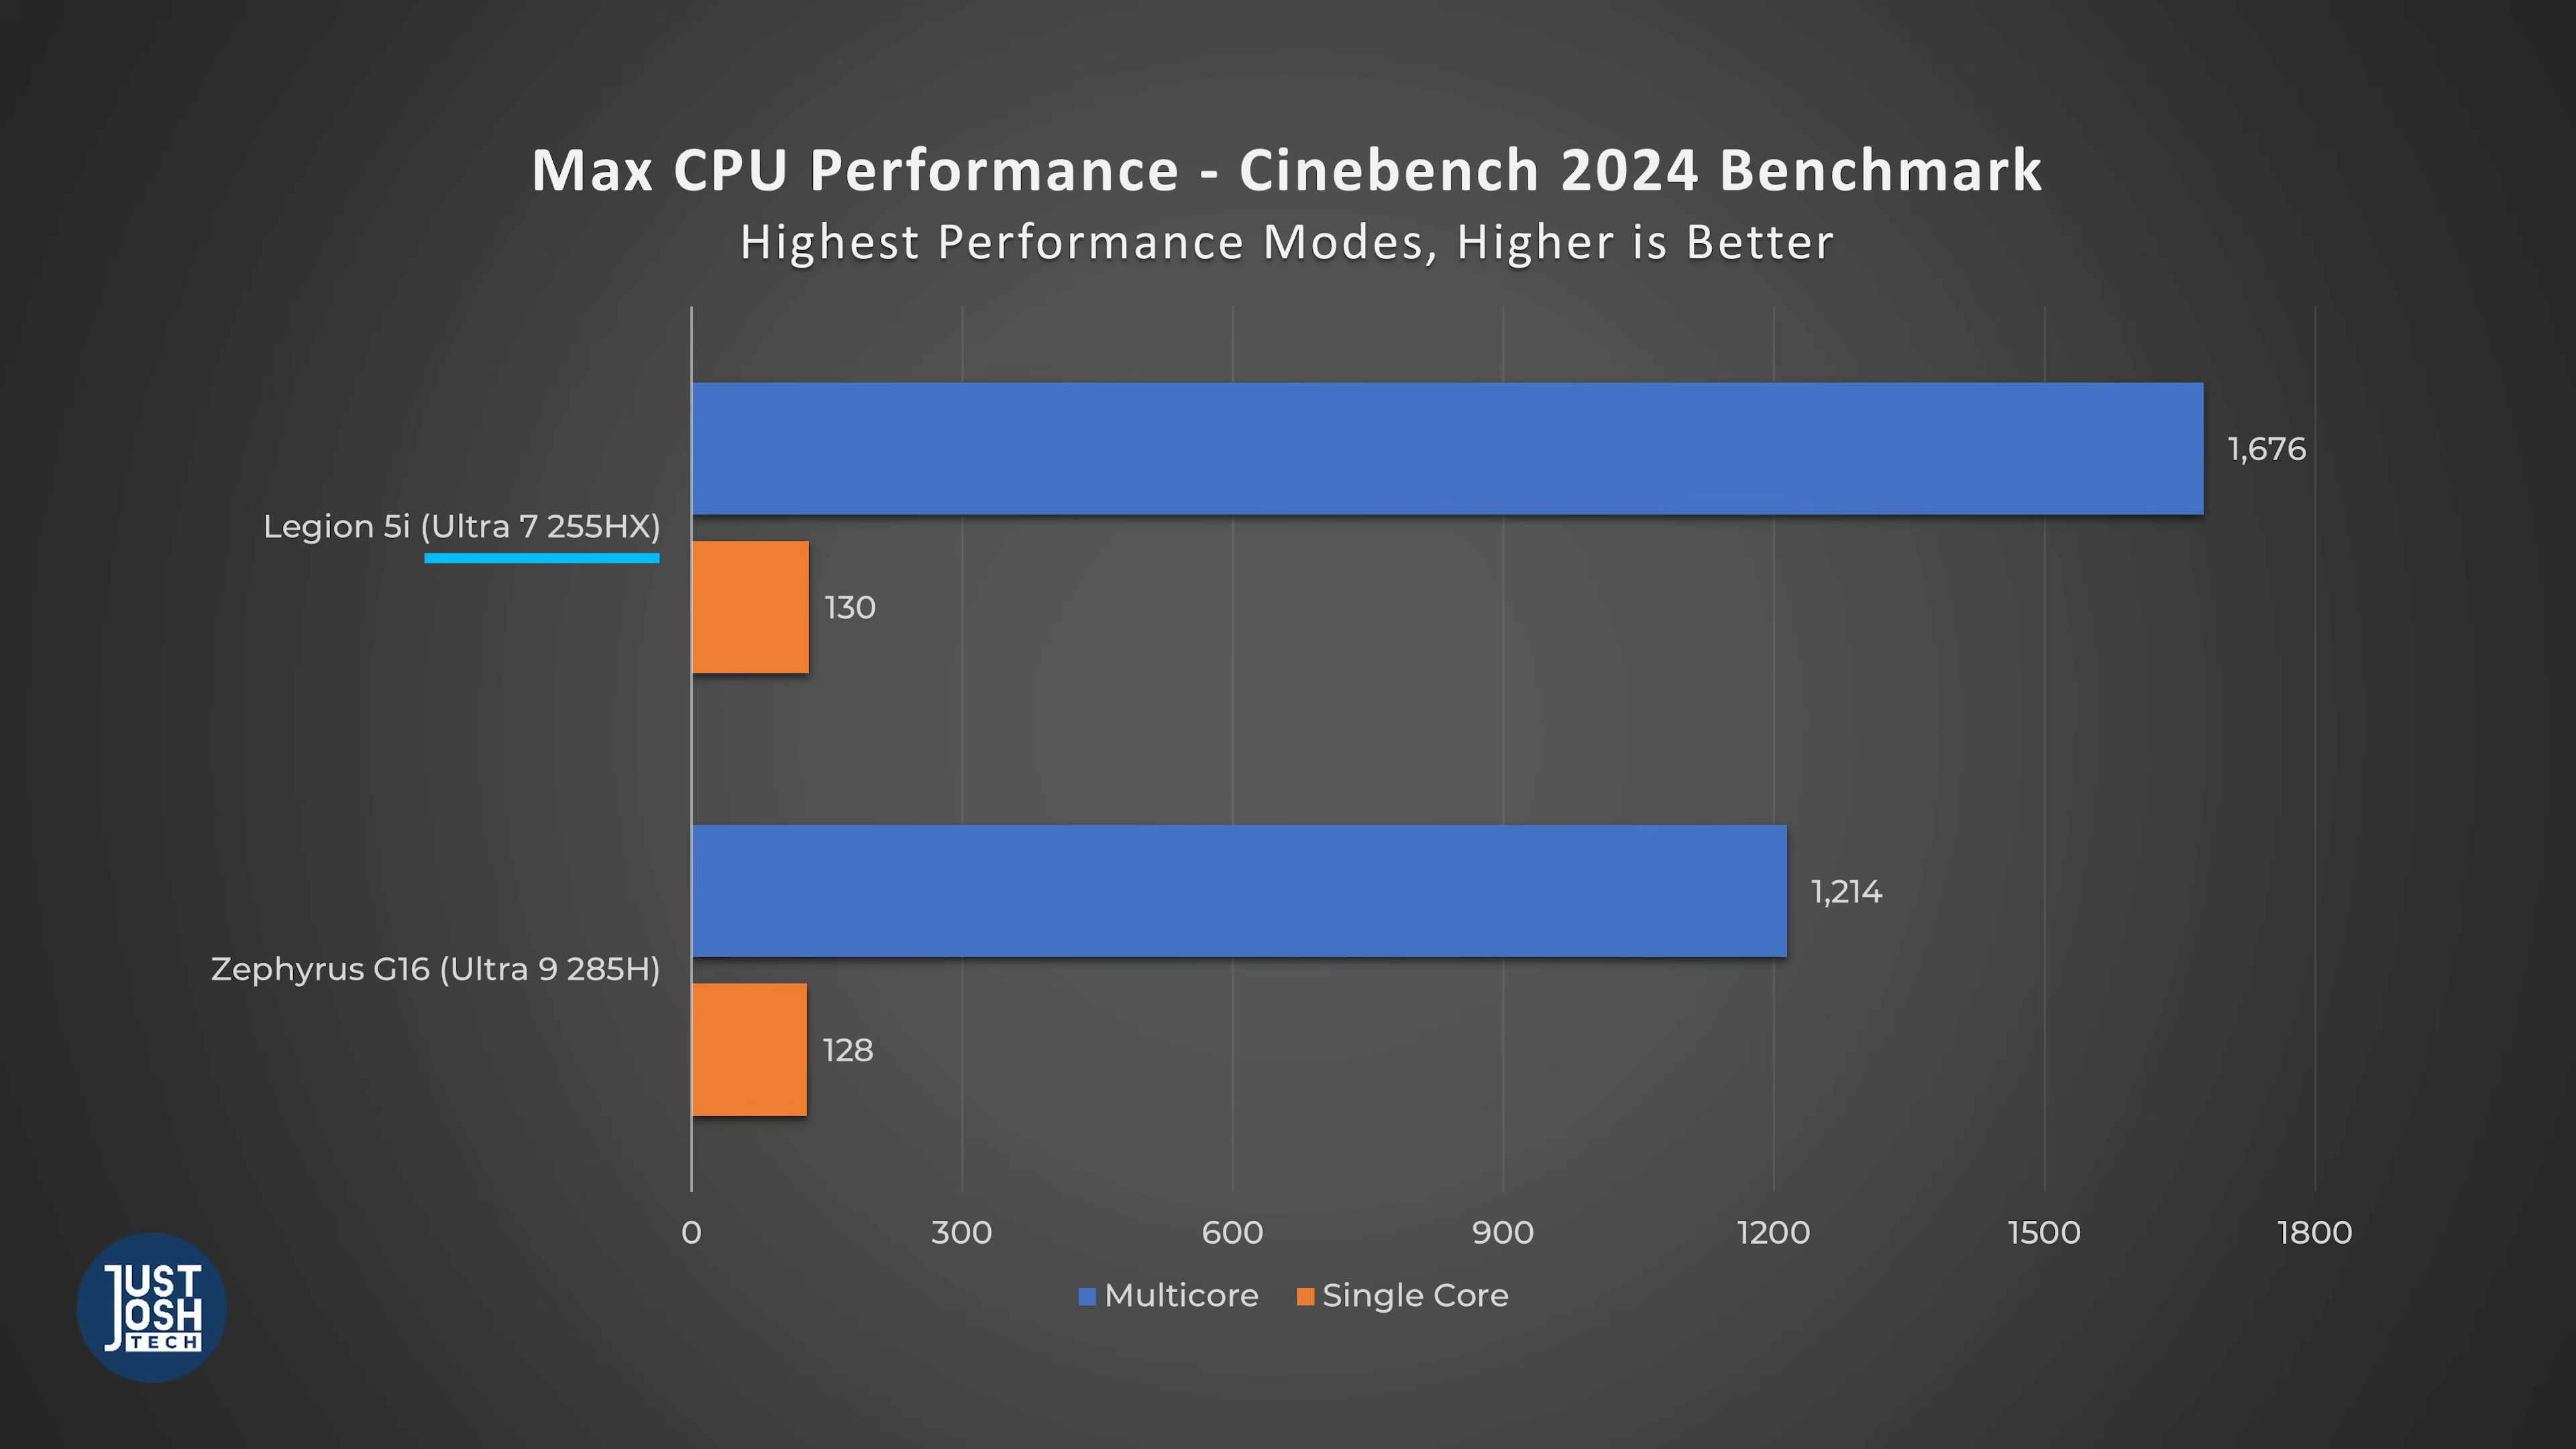 Max CPU Performance - Cinebench 2024 Benchmark
Highest Performance Modes, Higher is Better
1,676
Legion 5i (Ultra 7 255HX)
130
1,214
Zephyrus G16 (Ultra 9 285H)
128
0 300 600 900 1200 1500 1800
Multicore Single Core
JUST
JOSH
TECH